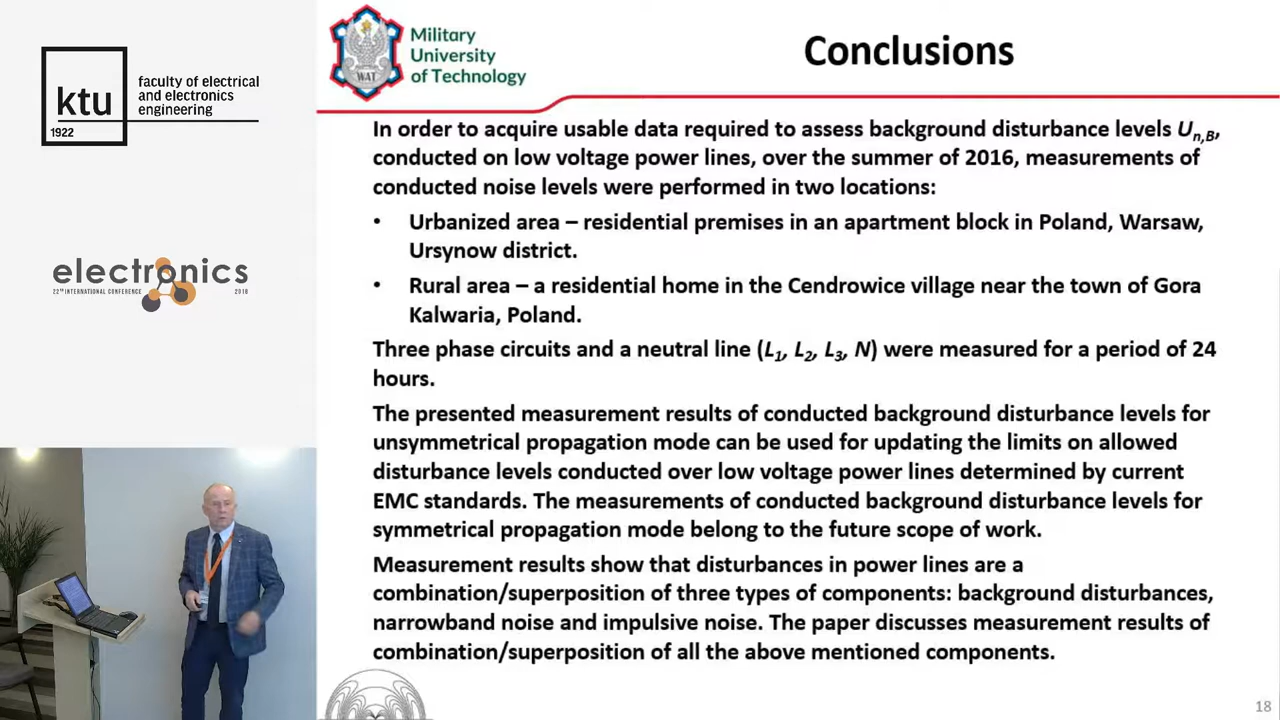 ktu
1922
faculty of electrical
and electronics
engineering
electronics
22ND INTERNATIONAL CONFERENCE 2018
WAT
Military
University
of Technology
Conclusions
In order to acquire usable data required to assess background disturbance levels Un,B,
conducted on low voltage power lines, over the summer of 2016, measurements of
conducted noise levels were performed in two locations:
• Urbanized area – residential premises in an apartment block in Poland, Warsaw,
Ursynow district.
• Rural area – a residential home in the Cendrowice village near the town of Gora
Kalwaria, Poland.
Three phase circuits and a neutral line (L1, L2, L3, N) were measured for a period of 24
hours.
The presented measurement results of conducted background disturbance levels for
unsymmetrical propagation mode can be used for updating the limits on allowed
disturbance levels conducted over low voltage power lines determined by current
EMC standards. The measurements of conducted background disturbance levels for
symmetrical propagation mode belong to the future scope of work.
Measurement results show that disturbances in power lines are a
combination/superposition of three types of components: background disturbances,
narrowband noise and impulsive noise. The paper discusses measurement results of
combination/superposition of all the above mentioned components.
18